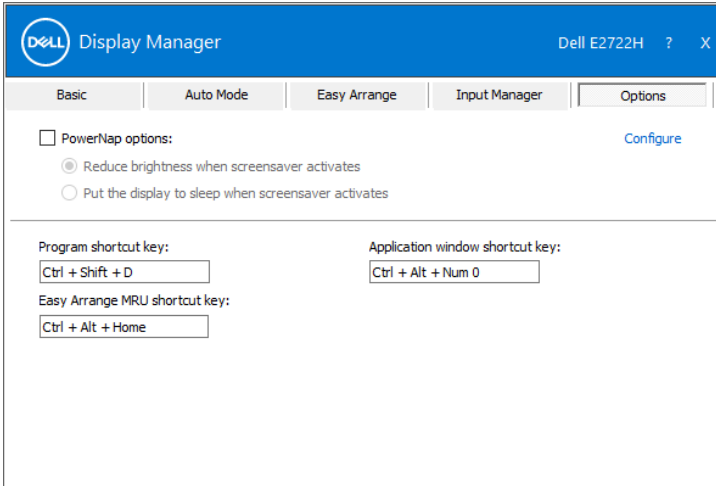 DELL Display Manager Dell E2722H ? X
Basic Auto Mode Easy Arrange Input Manager Options
PowerNap options: Configure
Reduce brightness when screensaver activates
Put the display to sleep when screensaver activates
Program shortcut key: Application window shortcut key:
Ctrl + Shift + D Ctrl + Alt + Num 0
Easy Arrange MRU shortcut key:
Ctrl + Alt + Home